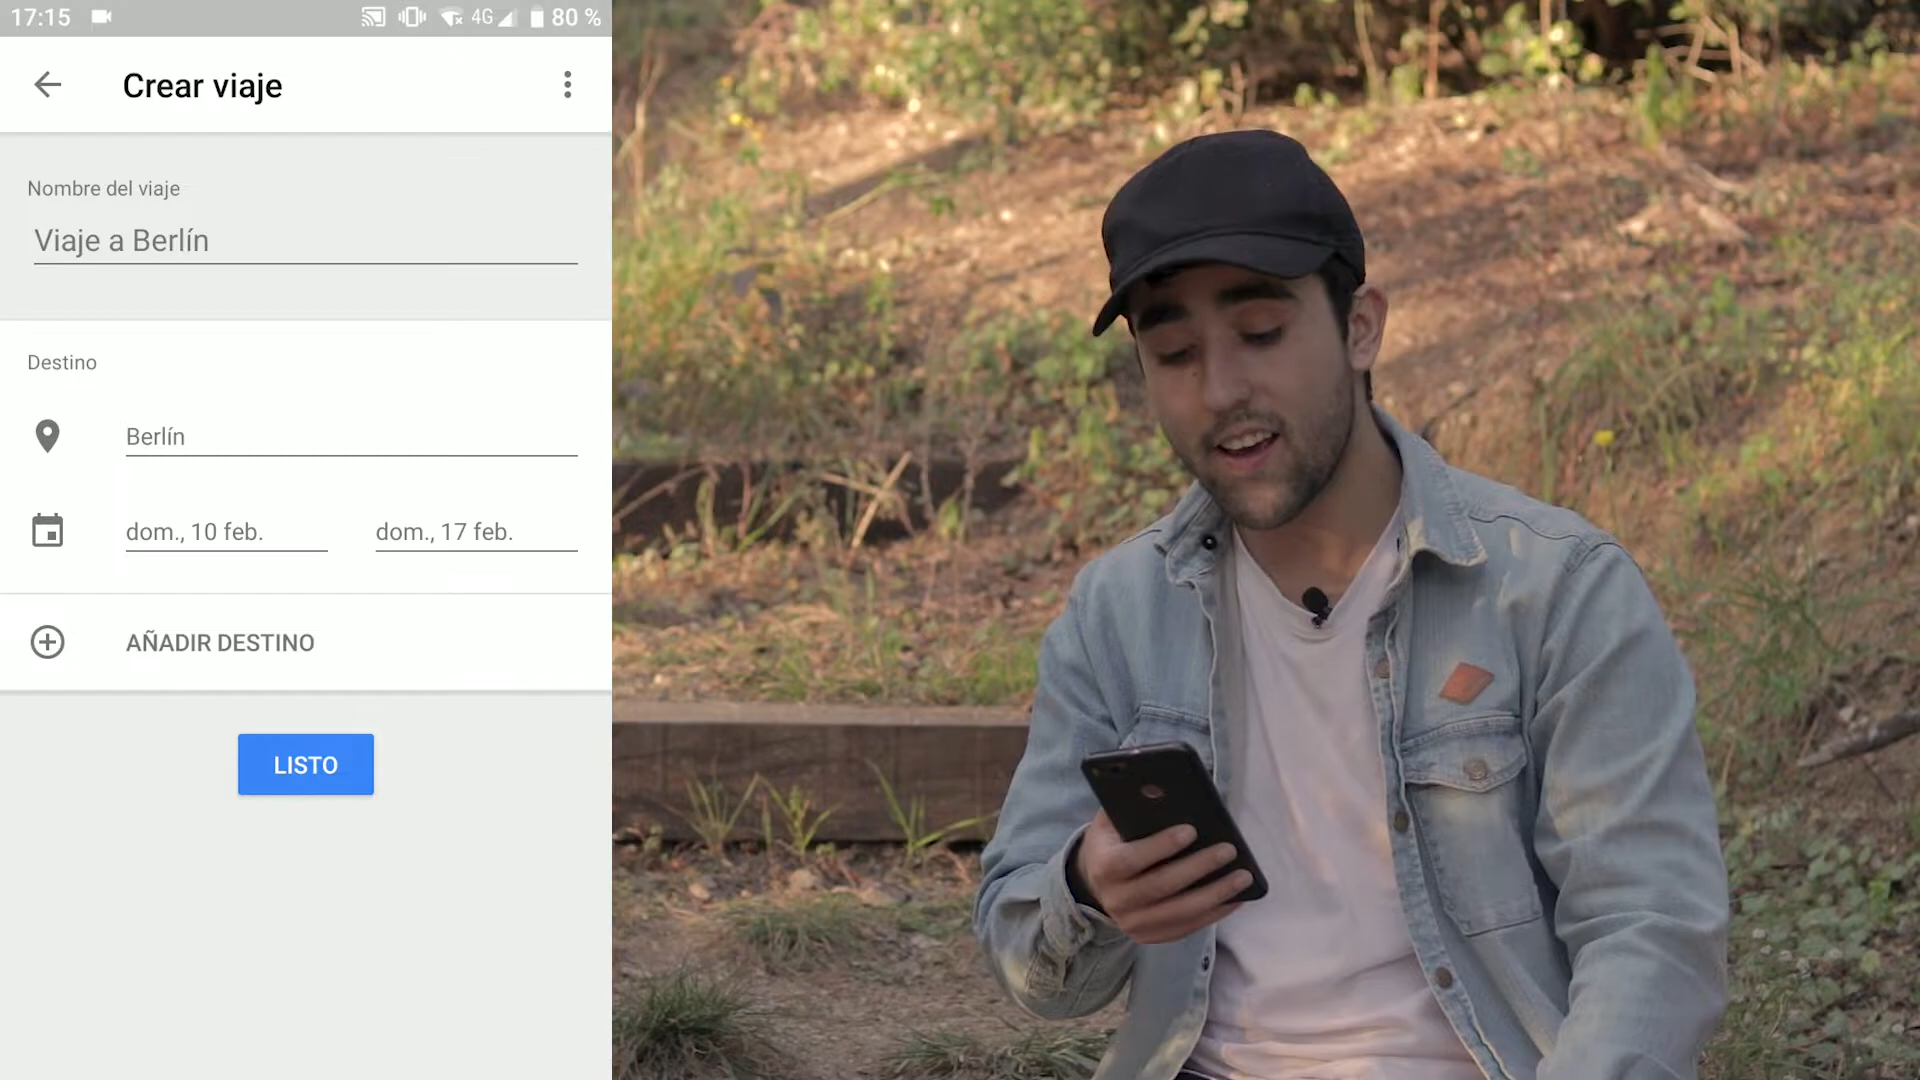 17:15 4G 80 %
Crear viaje
Nombre del viaje
Viaje a Berlín
Destino
Berlín
dom., 10 feb. dom., 17 feb.
AÑADIR DESTINO
LISTO